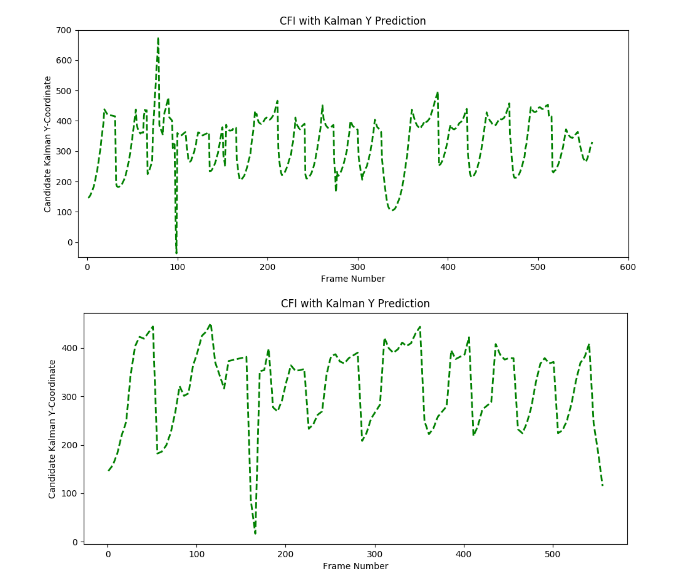 CFI with Kalman Y Prediction
700
600
500
400
300
200
100
0
Candidate Kalman Y-Coordinate
0 100 200 300 400 500 600
Frame Number
CFI with Kalman Y Prediction
400
300
200
100
0
Candidate Kalman Y-Coordinate
0 100 200 300 400 500
Frame Number